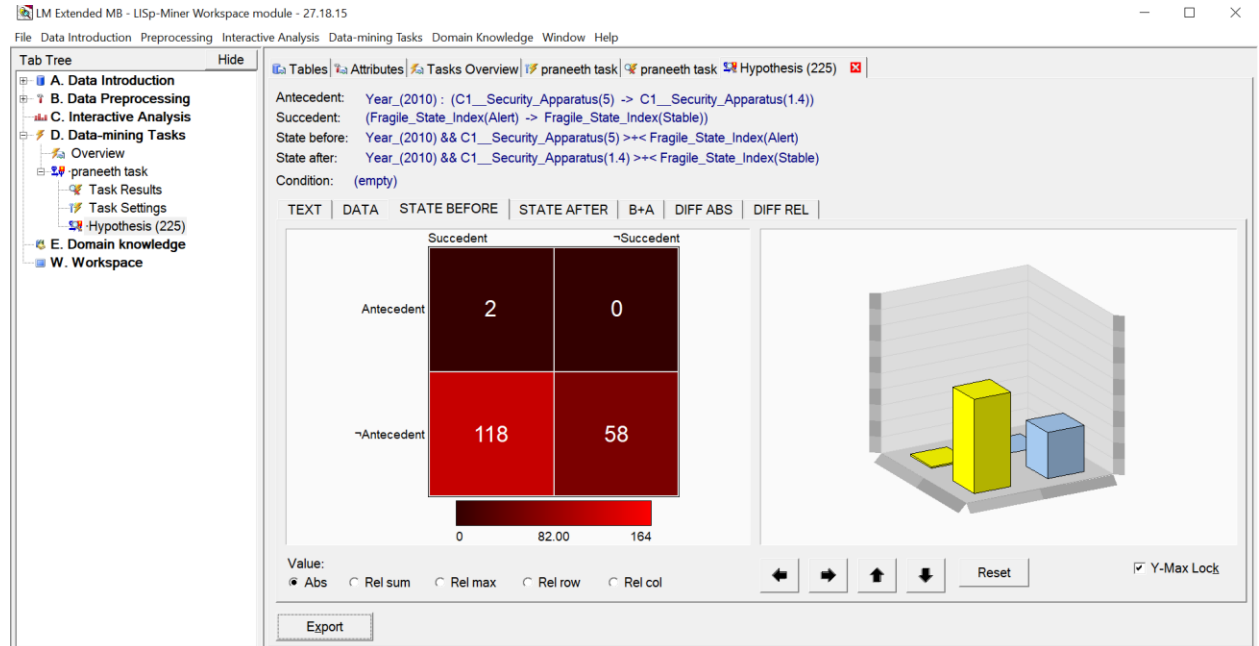 LM Extended MB - LISp-Miner Workspace module - 27.18.15
File Data Introduction Preprocessing Interactive Analysis Data-mining Tasks Domain Knowledge Window Help
Tab Tree Hide
A. Data Introduction
B. Data Preprocessing
C. Interactive Analysis
D. Data-mining Tasks
Overview
praneeth task
Task Results
Task Settings
Hypothesis (225)
E. Domain knowledge
W. Workspace
Tables Attributes Tasks Overview praneeth task praneeth task Hypothesis (225)
Antecedent: Year_(2010) : (C1__Security_Apparatus(5) -> C1__Security_Apparatus(1.4))
Succedent: (Fragile_State_Index(Alert) -> Fragile_State_Index(Stable))
State before: Year_(2010) && C1__Security_Apparatus(5) >÷< Fragile_State_Index(Alert)
State after: Year_(2010) && C1__Security_Apparatus(1.4) >÷< Fragile_State_Index(Stable)
Condition: (empty)
TEXT DATA STATE BEFORE STATE AFTER B+A DIFF ABS DIFF REL
Succedent ¬Succedent
Antecedent 2 0
¬Antecedent 118 58
0 82.00 164
Value:
Abs Rel sum Rel max Rel row Rel col
Reset
Y-Max Lock
Export